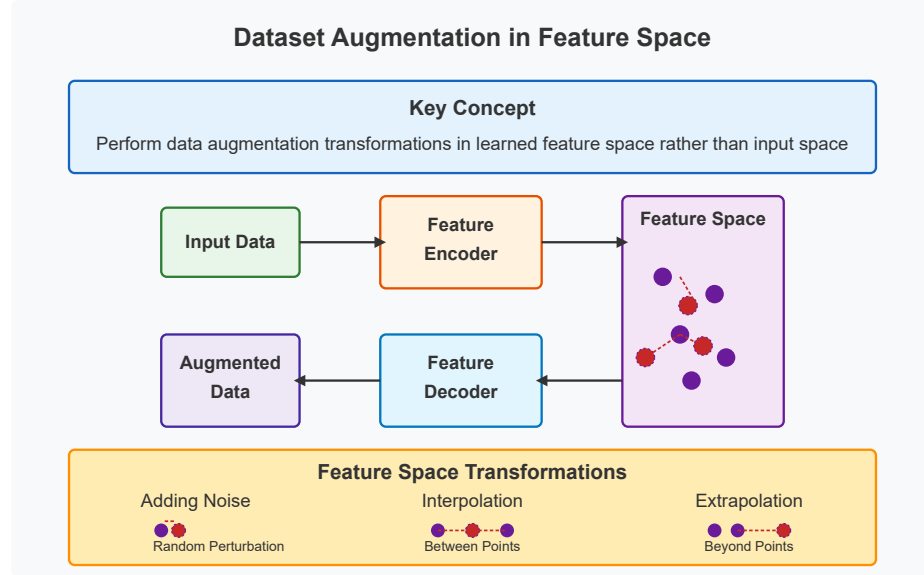 Dataset Augmentation in Feature Space
Key Concept
Perform data augmentation transformations in learned feature space rather than input space
Input Data
Feature
Encoder
Feature Space
Augmented
Data
Feature
Decoder
Feature Space Transformations
Adding Noise
Random Perturbation
Interpolation
Between Points
Extrapolation
Beyond Points